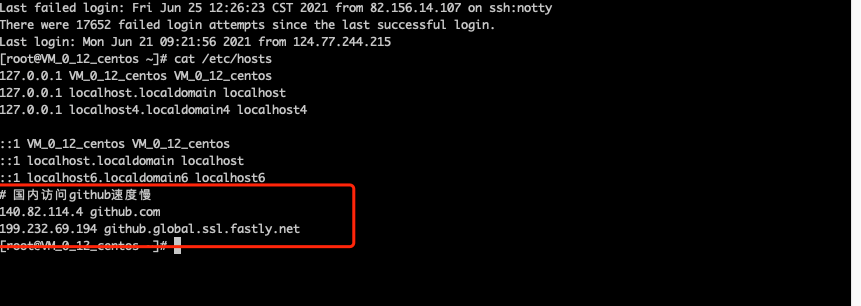 Last failed login: Fri Jun 25 12:26:23 CST 2021 from 82.156.14.107 on ssh:notty
There were 17652 failed login attempts since the last successful login.
Last login: Mon Jun 21 09:21:56 2021 from 124.77.244.215
[root@VM_0_12_centos ~]# cat /etc/hosts
127.0.0.1 VM_0_12_centos VM_0_12_centos
127.0.0.1 localhost.localdomain localhost
127.0.0.1 localhost4.localdomain4 localhost4
::1 VM_0_12_centos VM_0_12_centos
::1 localhost.localdomain localhost
::1 localhost6.localdomain6 localhost6
# 国内访问github速度慢
140.82.114.4 github.com
199.232.69.194 github.global.ssl.fastly.net
[root@VM_0_12_centos ~]#